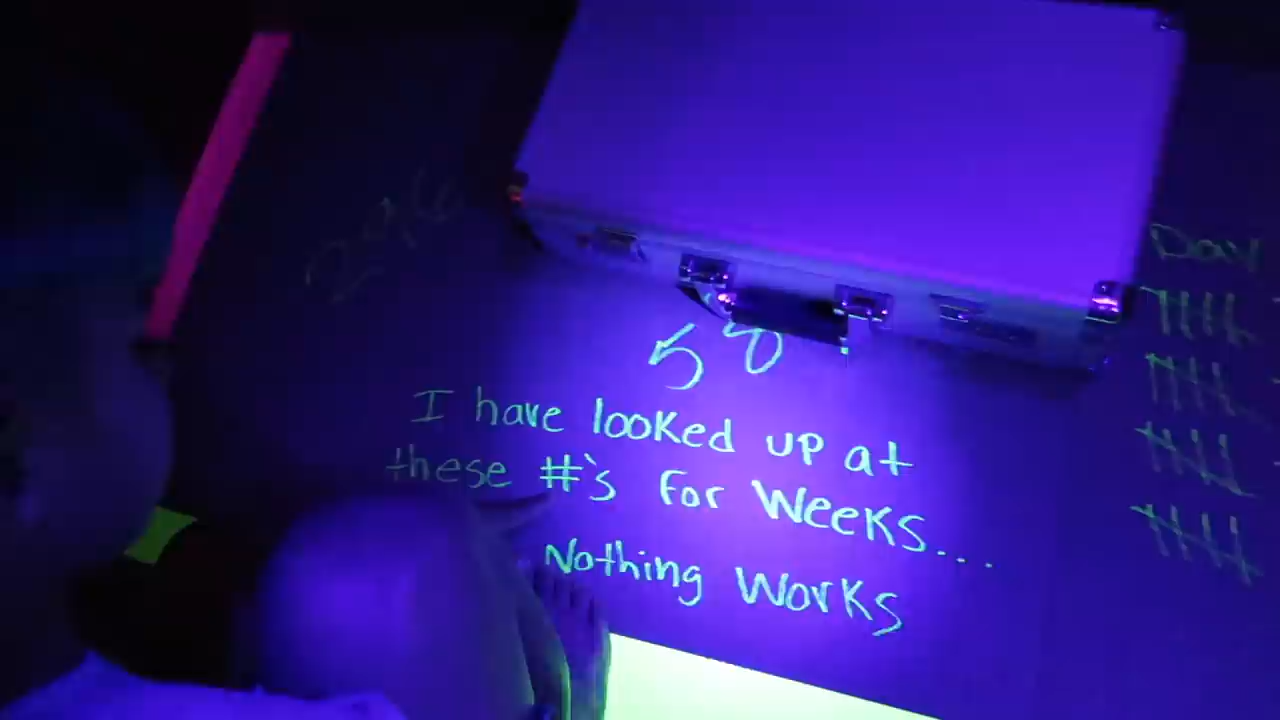 58
I have looked up at
these #'s for Weeks...
Nothing Works
Day